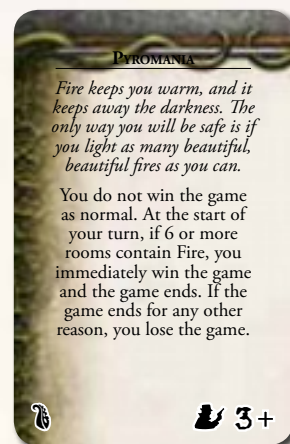 Pyromania
Fire keeps you warm, and it
keeps away the darkness. The
only way you will be safe is if
you light as many beautiful,
beautiful fires as you can.
You do not win the game
as normal. At the start of
your turn, if 6 or more
rooms contain Fire, you
immediately win the game
and the game ends. If the
game ends for any other
reason, you lose the game.
3+